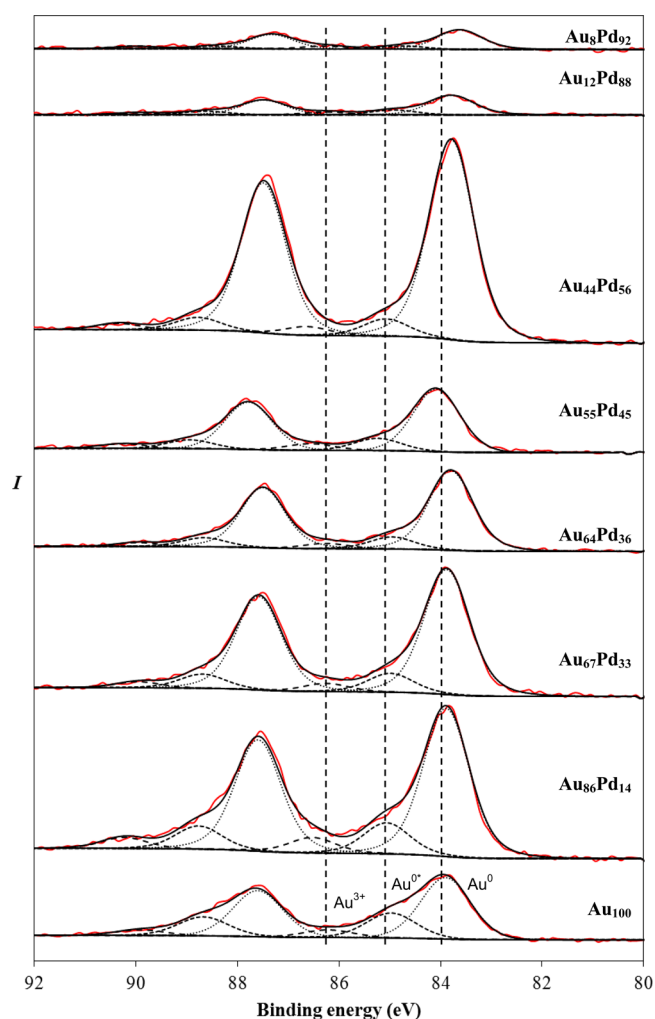 Au8Pd92
Au12Pd88
Au44Pd56
Au55Pd45
I
Au64Pd36
Au67Pd33
Au86Pd14
Au3+ Au0* Au0
Au100
92 90 88 86 84 82 80
Binding energy (eV)